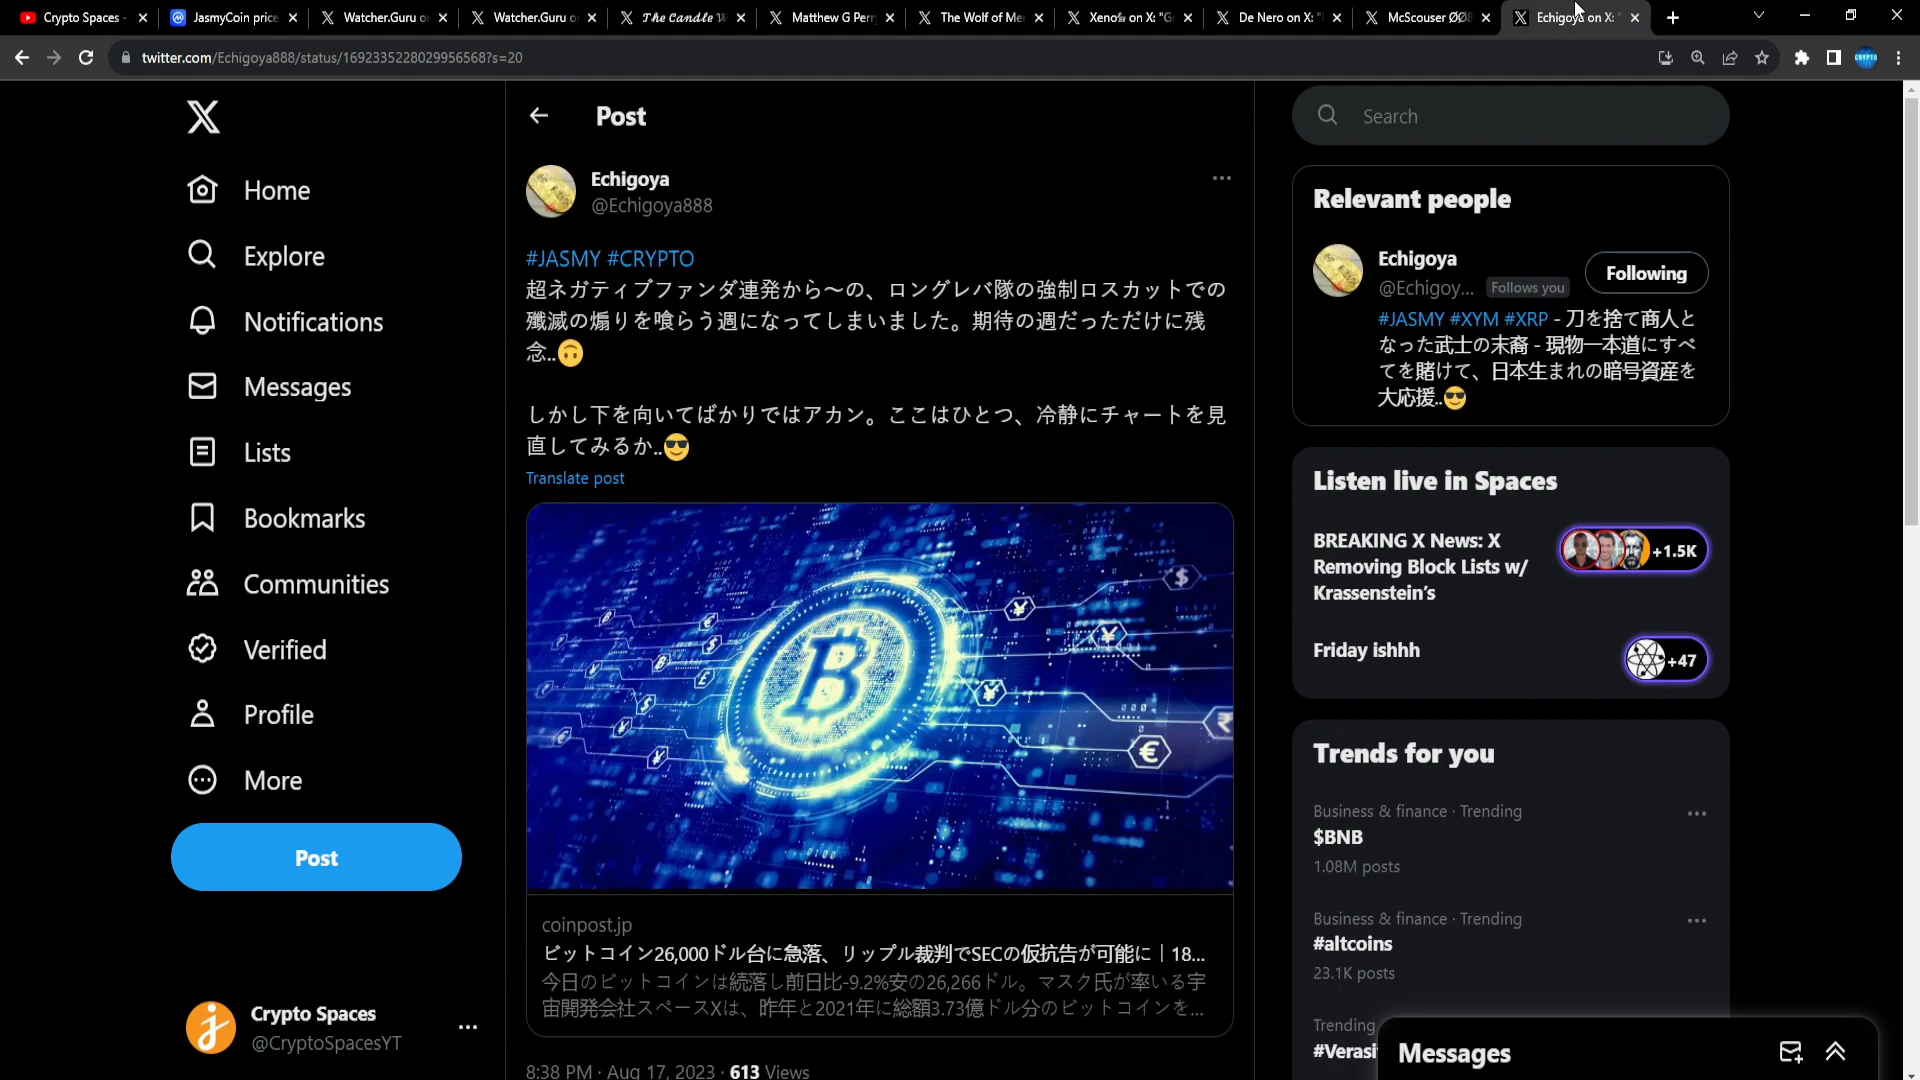 Crypto Spaces -
JasmyCoin price
Watcher.Guru o
Watcher.Guru o
The Candle
Matthew G Per
The Wolf of Me
Xeno
on X: "G
De Nero on X: "
McScouser ØØ8
Echigoya on X: "
twitter.com/Echigoya888/status/1692335228029956568?s=20
Home
Explore
Notifications
Messages
Lists
Bookmarks
Communities
Verified
Profile
More
Post
Crypto Spaces
@CryptoSpacesYT
Post
Echigoya
@Echigoya888
#JASMY #CRYPTO
超ネガティブファンダ連発から〜の、ロングレバ隊の強制ロスカットでの
殲滅の煽りを喰らう週になってしまいました。期待の週だっただけに残
念..🙃
しかし下を向いてばかりではアカン。ここはひとつ、冷静にチャートを見
直してみるか..😎
Translate post
coinpost.jp
ビットコイン26,000ドル台に急落、リップル裁判でSECの仮抗告が可能に｜18...
今日のビットコインは続落し前日比-9.2%安の26,266ドル。マスク氏が率いる宇
宙開発会社スペースXは、昨年と2021年に総額3.73億ドル分のビットコインを...
8:38 PM · Aug 17, 2023 · 613 Views
Search
Relevant people
Echigoya
@Echigoy... Follows you
Following
#JASMY #XYM #XRP - 刀を捨て商人と
なった武士の末裔 - 現物一本道にすべ
てを賭けて、日本生まれの暗号資産を
大応援..😎
Listen live in Spaces
BREAKING X News: X
Removing Block Lists w/
Krassenstein's
+1.5K
Friday ishhh
+47
Trends for you
Business & finance · Trending
$BNB
1.08M posts
Business & finance · Trending
#altcoins
23.1K posts
Trending
#Verasi
Messages